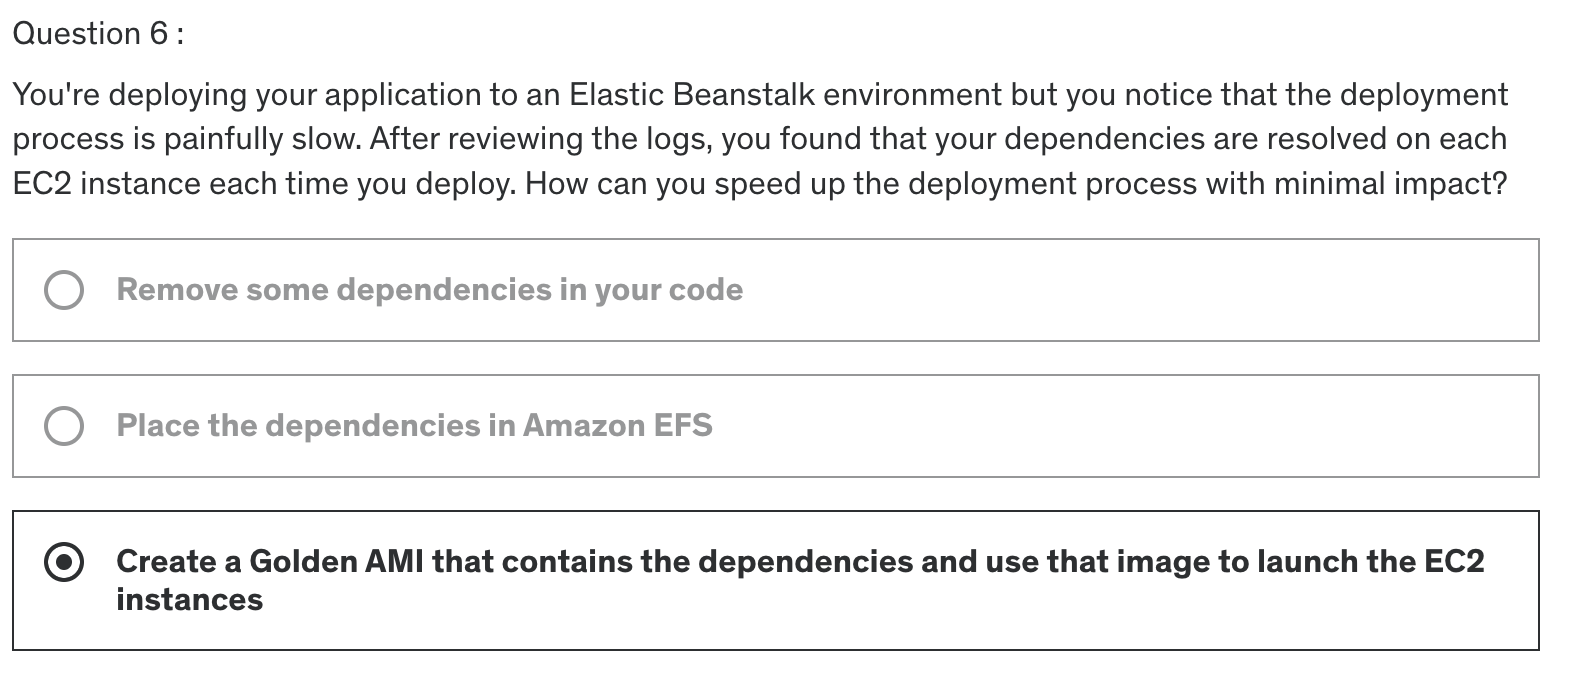 Question 6 :
You're deploying your application to an Elastic Beanstalk environment but you notice that the deployment
process is painfully slow. After reviewing the logs, you found that your dependencies are resolved on each
EC2 instance each time you deploy. How can you speed up the deployment process with minimal impact?
Remove some dependencies in your code
Place the dependencies in Amazon EFS
Create a Golden AMI that contains the dependencies and use that image to launch the EC2
instances